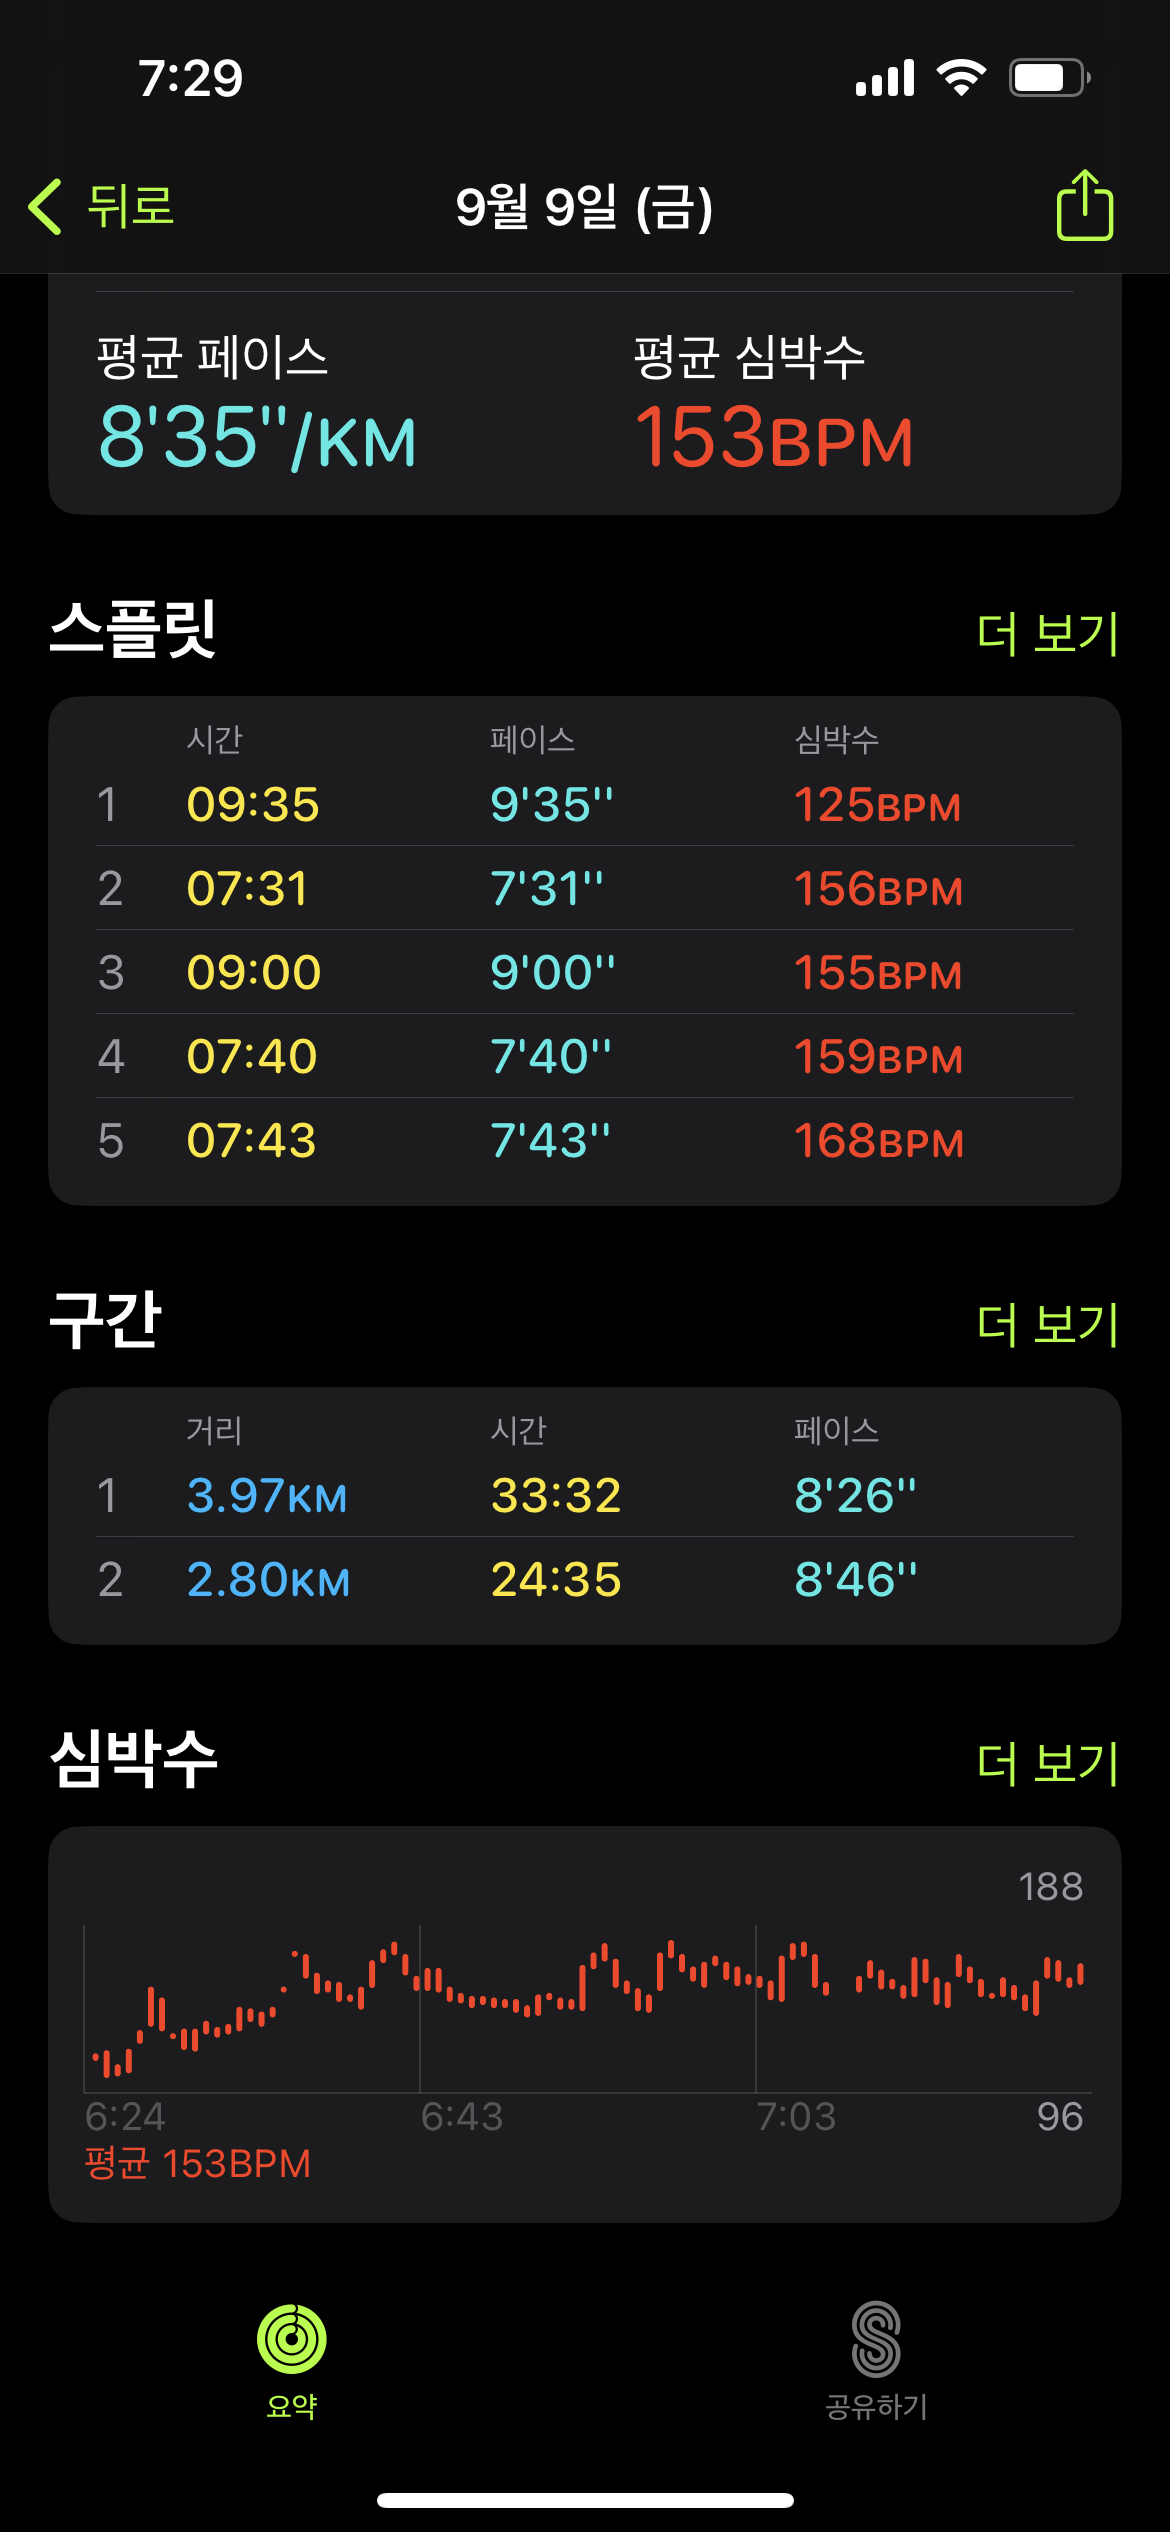 7:29
뒤로 9월 9일 (금)
평균 페이스 평균 심박수
8'35"/KM 153BPM
스플릿 더 보기
시간 페이스 심박수
1 09:35 9'35'' 125BPM
2 07:31 7'31'' 156BPM
3 09:00 9'00'' 155BPM
4 07:40 7'40'' 159BPM
5 07:43 7'43'' 168BPM
구간 더 보기
거리 시간 페이스
1 3.97KM 33:32 8'26"
2 2.80KM 24:35 8'46"
심박수 더 보기
188
6:24 6:43 7:03 96
평균 153BPM
요약 공유하기